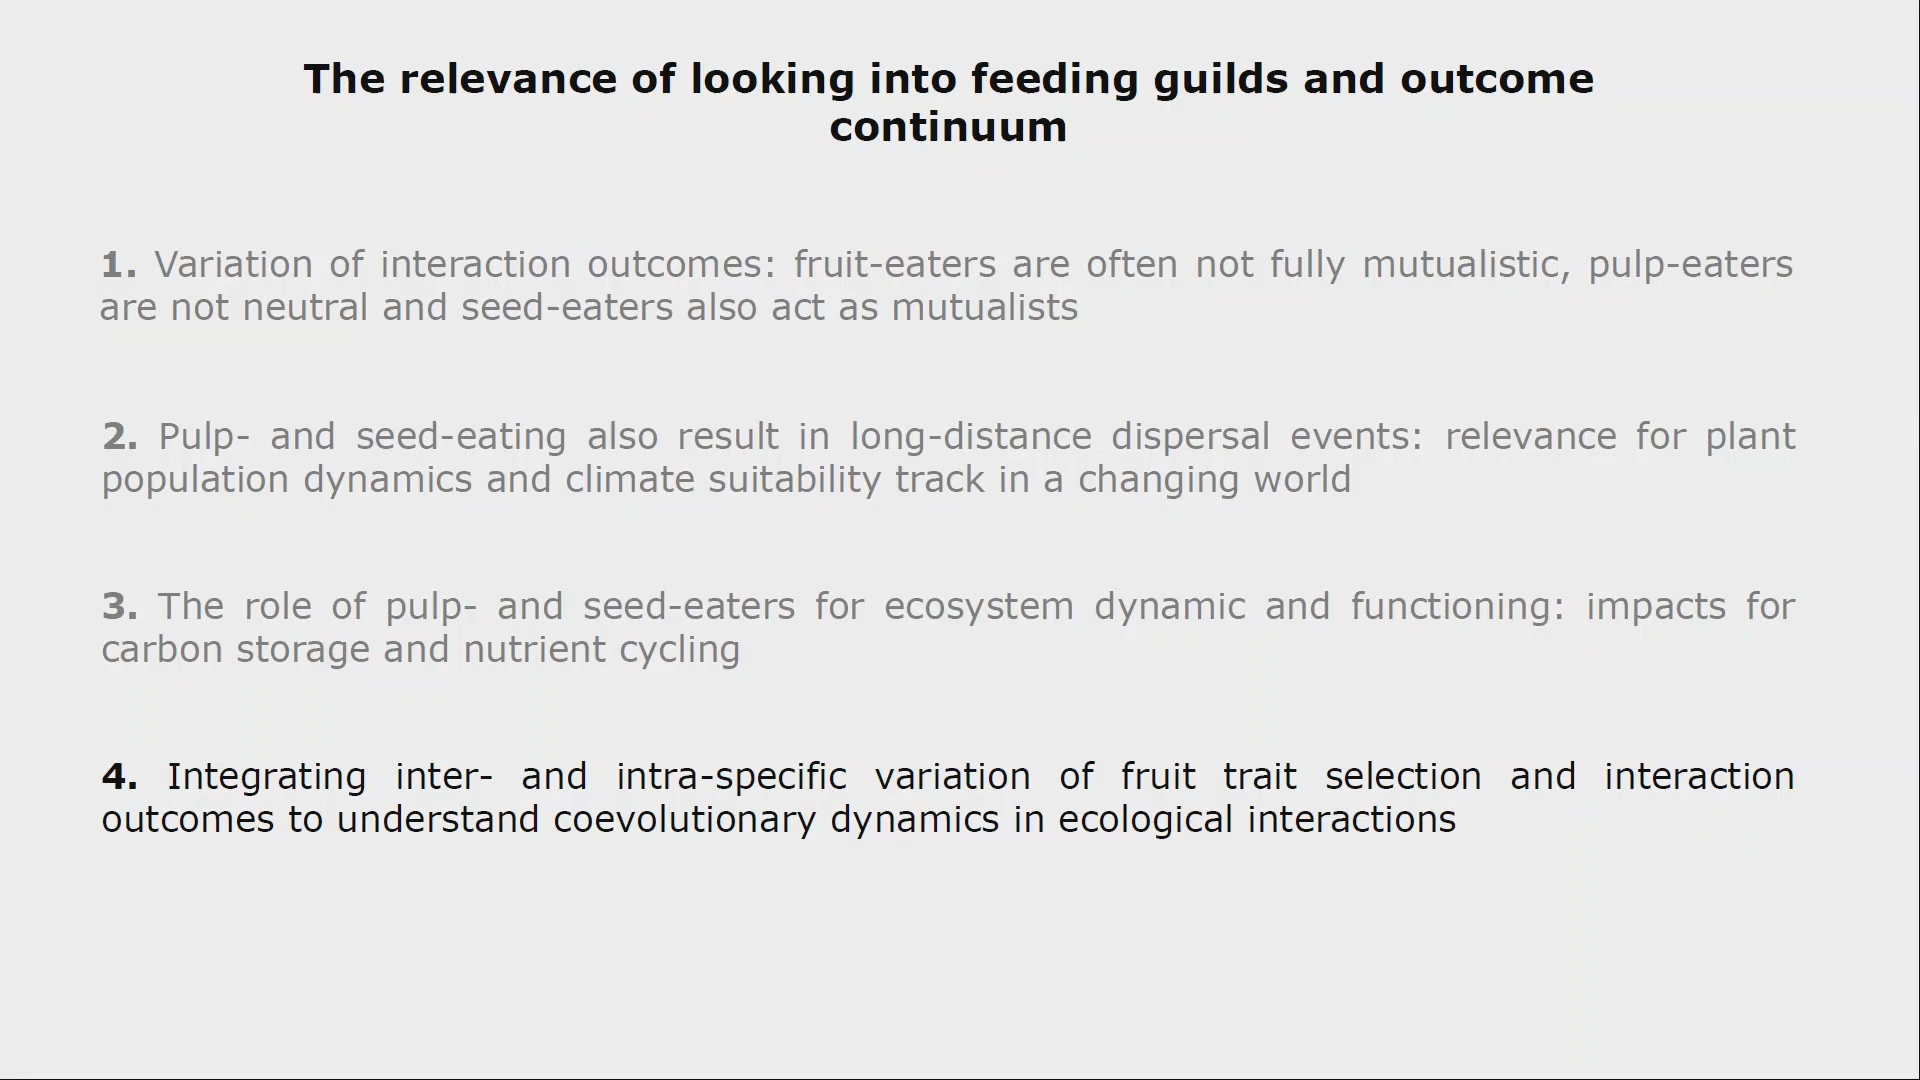 The relevance of looking into feeding guilds and outcome
continuum
1. Variation of interaction outcomes: fruit-eaters are often not fully mutualistic, pulp-eaters
are not neutral and seed-eaters also act as mutualists
2. Pulp- and seed-eating also result in long-distance dispersal events: relevance for plant
population dynamics and climate suitability track in a changing world
3. The role of pulp- and seed-eaters for ecosystem dynamic and functioning: impacts for
carbon storage and nutrient cycling
4. Integrating inter- and intra-specific variation of fruit trait selection and interaction
outcomes to understand coevolutionary dynamics in ecological interactions